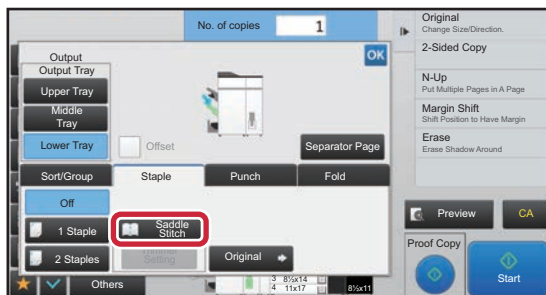 No. of copies
1
Original
Change Size/Direction.
2-Sided Copy
N-Up
Put Multiple Pages in A Page
Margin Shift
Shift Position to Have Margin
Erase
Erase Shadow Around
Output
OK
Output Tray
Upper Tray
Middle
Tray
Lower Tray
Offset
Separator Page
Sort/Group
Staple
Punch
Fold
Off
1 Staple
Saddle
Stitch
2 Staples
Trimmer
Setting
Original
Others
3 8½x14
4 11x17
8½x11
Preview
CA
Proof Copy
Start